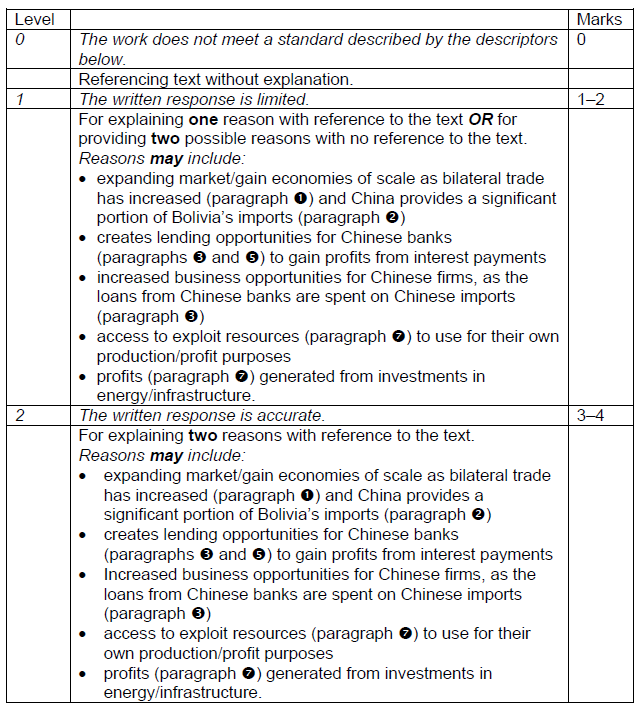 Level Marks
0 The work does not meet a standard described by the descriptors 0
below.
Referencing text without explanation.
1 The written response is limited. 1–2
For explaining one reason with reference to the text OR for
providing two possible reasons with no reference to the text.
Reasons may include:
• expanding market/gain economies of scale as bilateral trade
has increased (paragraph ❶) and China provides a significant
portion of Bolivia’s imports (paragraph ❷)
• creates lending opportunities for Chinese banks
(paragraphs ❸ and ❺) to gain profits from interest payments
• increased business opportunities for Chinese firms, as the
loans from Chinese banks are spent on Chinese imports
(paragraph ❸)
• access to exploit resources (paragraph ❼) to use for their own
production/profit purposes
• profits (paragraph ❼) generated from investments in
energy/infrastructure.
2 The written response is accurate. 3–4
For explaining two reasons with reference to the text.
Reasons may include:
• expanding market/gain economies of scale as bilateral trade
has increased (paragraph ❶) and China provides a
significant portion of Bolivia’s imports (paragraph ❷)
• creates lending opportunities for Chinese banks
(paragraphs ❸ and ❺) to gain profits from interest payments
• Increased business opportunities for Chinese firms, as the
loans from Chinese banks are spent on Chinese imports
(paragraph ❸)
• access to exploit resources (paragraph ❼) to use for their
own production/profit purposes
• profits (paragraph ❼) generated from investments in
energy/infrastructure.